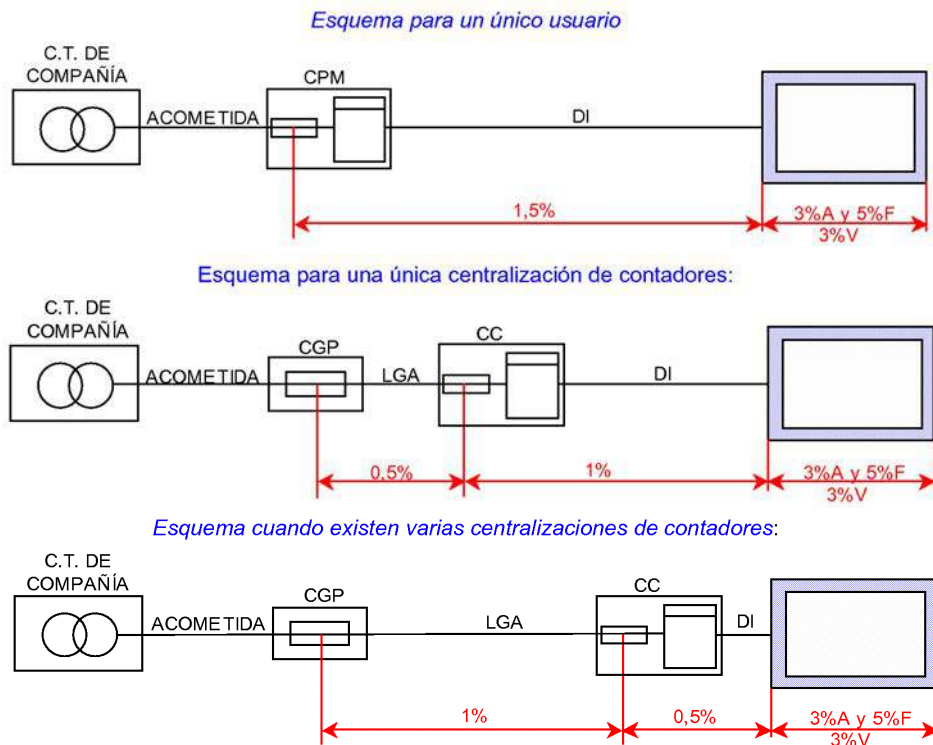 Esquema para un único usuario
C.T. DE
COMPAÑÍA
CPM
ACOMETIDA
DI
1,5%
3%A y 5%F
3%V
Esquema para una única centralización de contadores:
C.T. DE
COMPAÑÍA
CGP
CC
ACOMETIDA
LGA
DI
0,5%
1%
3%A y 5%F
3%V
Esquema cuando existen varias centralizaciones de contadores:
C.T. DE
COMPAÑÍA
CGP
CC
ACOMETIDA
LGA
DI
1%
0,5%
3%A y 5%F
3%V